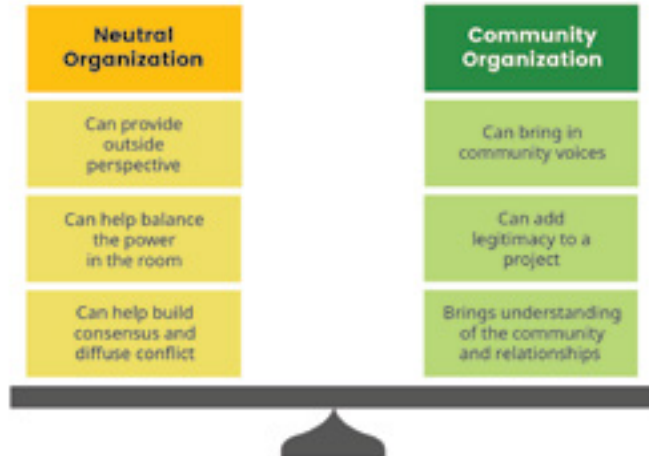 Neutral
Organization
Can provide
outside
perspective
Can help balance
the power
in the room
Can help build
consensus and
diffuse conflict
Community
Organization
Can bring in
community voices
Can add
legitimacy to a
project
Brings understanding
of the community
and relationships